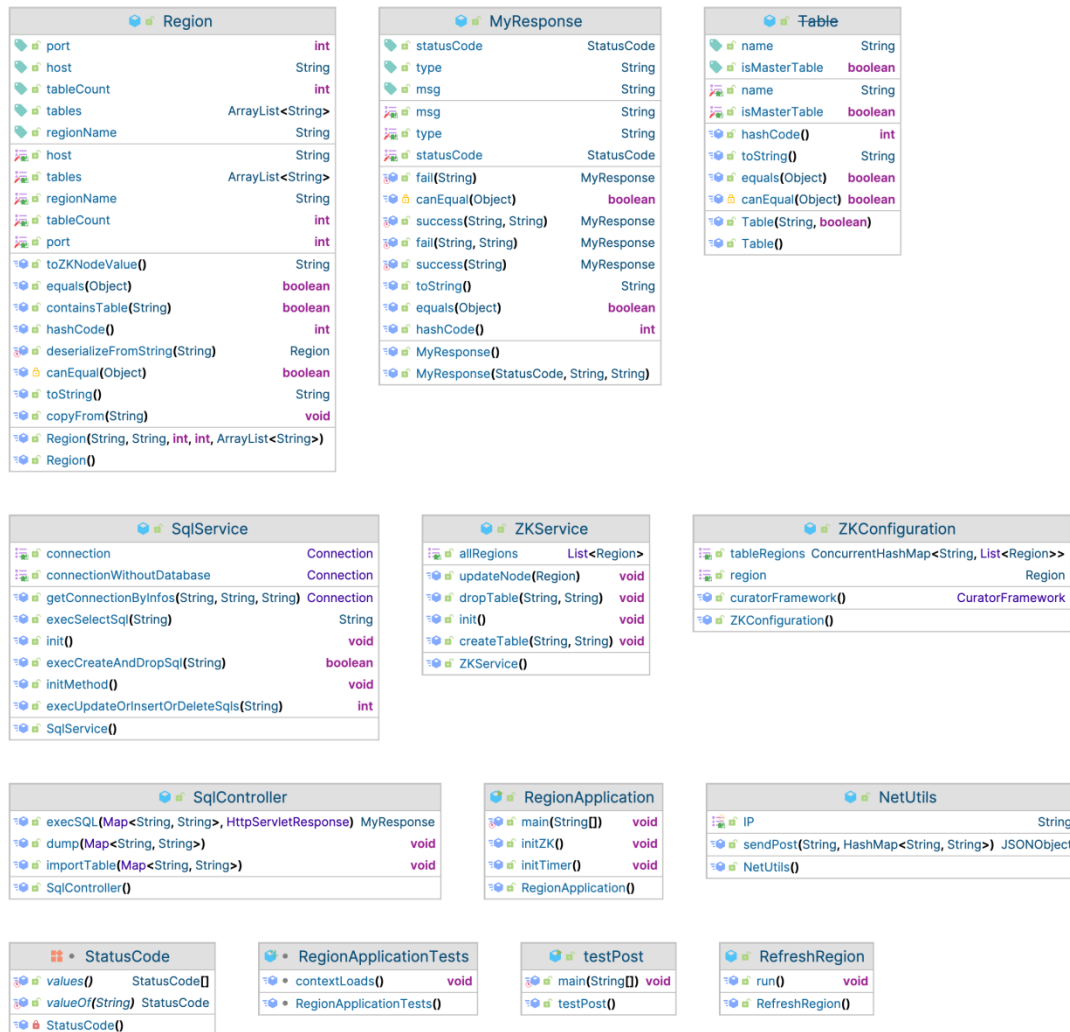 Region
port int
host String
tableCount int
tables ArrayList<String>
regionName String
host String
tables ArrayList<String>
regionName String
tableCount int
port int
toZKNodeValue() String
equals(Object) boolean
containsTable(String) boolean
hashCode() int
deserializeFromString(String) Region
canEqual(Object) boolean
toString() String
copyFrom(String) void
Region(String, String, int, int, ArrayList<String>)
Region()
MyResponse
statusCode StatusCode
type String
msg String
msg String
type String
statusCode StatusCode
fail(String) MyResponse
canEqual(Object) boolean
success(String, String) MyResponse
fail(String, String) MyResponse
success(String) MyResponse
toString() String
equals(Object) boolean
hashCode() int
MyResponse()
MyResponse(StatusCode, String, String)
Table
name String
isMasterTable boolean
name String
isMasterTable boolean
hashCode() int
toString() String
equals(Object) boolean
canEqual(Object) boolean
Table(String, boolean)
Table()
SqlService
connection Connection
connectionWithoutDatabase Connection
getConnectionByInfos(String, String, String) Connection
execSelectSql(String) String
init() void
execCreateAndDropSql(String) boolean
initMethod() void
execUpdateOrInsertOrDeleteSqls(String) int
SqlService()
ZKService
allRegions List<Region>
updateNode(Region) void
dropTable(String, String) void
init() void
createTable(String, String) void
ZKService()
ZKConfiguration
tableRegions ConcurrentHashMap<String, List<Region>>
region Region
curatorFramework() CuratorFramework
ZKConfiguration()
SqlController
execSQL(Map<String, String>, HttpServletResponse) MyResponse
dump(Map<String, String>) void
importTable(Map<String, String>) void
SqlController()
RegionApplication
main(String[]) void
initZK() void
initTimer() void
RegionApplication()
NetUtils
IP String
sendPost(String, HashMap<String, String>) JSONObject
NetUtils()
StatusCode
values() StatusCode[]
valueOf(String) StatusCode
StatusCode()
RegionApplicationTests
contextLoads() void
RegionApplicationTests()
testPost
main(String[]) void
testPost()
RefreshRegion
run() void
RefreshRegion()